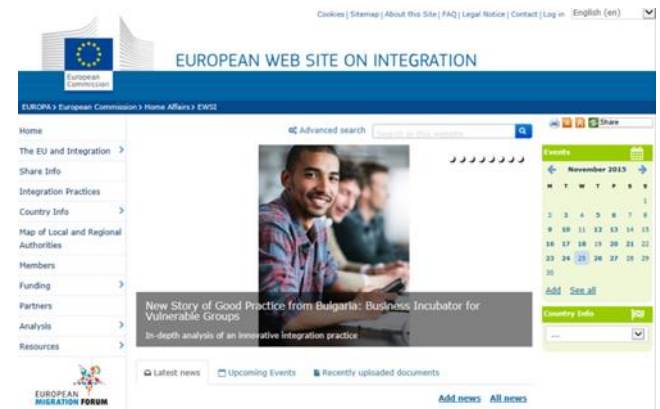 Cookies | Sitemap | About this Site | FAQ | Legal Notice | Contact | Log in English (en)
European
Commission
EUROPEAN WEB SITE ON INTEGRATION
EUROPA > European Commission > Home Affairs > EWSI
Home
The EU and Integration
Share Info
Integration Practices
Country Info
Map of Local and Regional
Authorities
Members
Funding
Partners
Analysis
Resources
EUROPEAN
MIGRATION FORUM
Advanced search
Search in this website
New Story of Good Practice from Bulgaria: Business Incubator for
Vulnerable Groups
In-depth analysis of an innovative integration practice
Latest news Upcoming Events Recently uploaded documents
Add news All news
Share
Events
November 2015
M T W T F S S
1
2 3 4 5 6 7 8
9 10 11 12 13 14 15
16 17 18 19 20 21 22
23 24 25 26 27 28 29
30
Add See all
Country Info
...